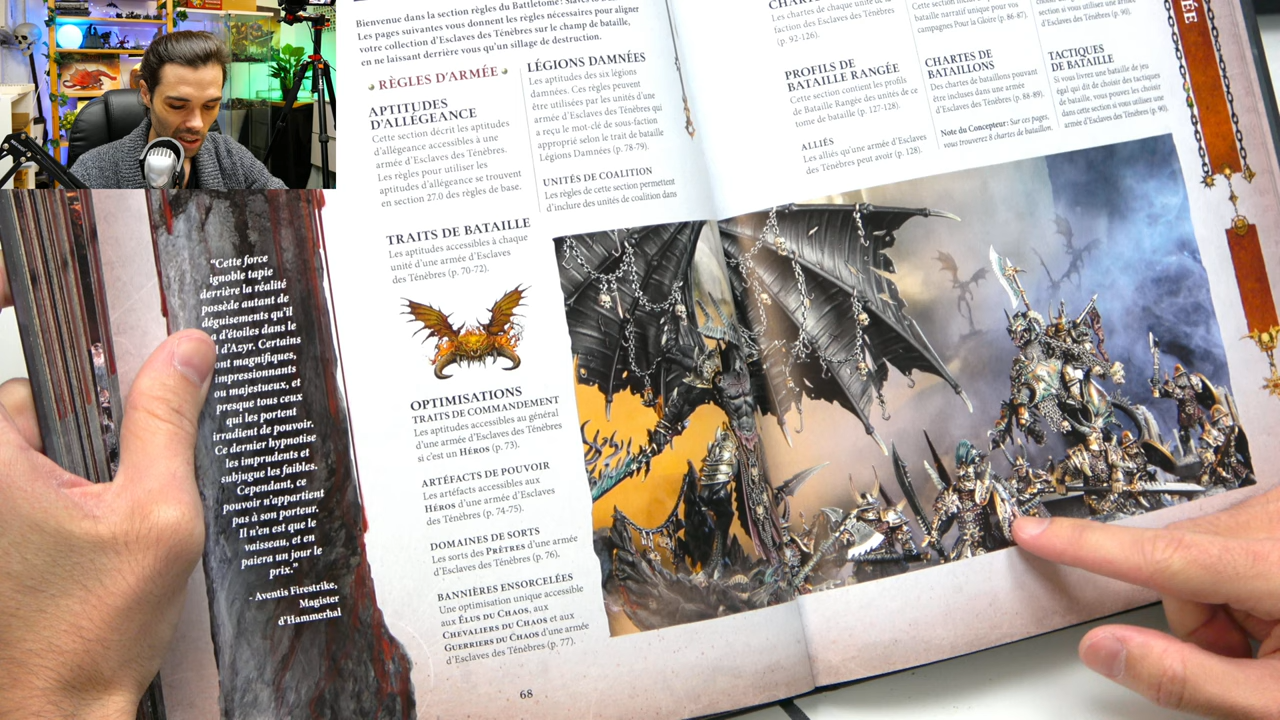 Bienvenue dans la section règles du Battletome: Slaves to
Les pages suivantes vous donnent les règles nécessaires pour aligner
votre collection d'Esclaves des Ténèbres sur le champ de bataille,
en ne laissant derrière vous qu'un sillage de destruction.
RÈGLES D'ARMÉE
APTITUDES
D'ALLÉGEANCE
Cette section décrit les aptitudes
d'allégeance accessibles à une
armée d'Esclaves des Ténèbres.
Les règles pour utiliser les
aptitudes d'allégeance se trouvent
en section 27.0 des règles de base.
TRAITS DE BATAILLE
Les aptitudes accessibles à chaque
unité d'une armée d'Esclaves
des Ténèbres (p. 70-72).
OPTIMISATIONS
TRAITS DE COMMANDEMENT
Les aptitudes accessibles au général
d'une armée d'Esclaves des Ténèbres
si c'est un HÉROS (p. 73).
ARTÉFACTS DE POUVOIR
Les artéfacts accessibles aux
HÉROS d'une armée d'Esclaves
des Ténèbres (p. 74-75).
DOMAINES DE SORTS
Les sorts des PRÊTRES d'une armée
d'Esclaves des Ténèbres (p. 76).
BANNIÈRES ENSORCELÉES
Une optimisation unique accessible
aux ÉLUS DU CHAOS, aux
CHEVALIERS DU CHAOS et aux
GUERRIERS DU CHAOS d'une armée
d'Esclaves des Ténèbres (p. 77).
68
LÉGIONS DAMNÉES
Les aptitudes des six légions
damnées. Ces règles peuvent
être utilisées par les unités d'une
armée d'Esclaves des Ténèbres qui
a reçu le mot-clé de sous-faction
approprié selon le trait de bataille
Légions Damnées (p. 78-79).
UNITÉS DE COALITION
Les règles de cette section permettent
d'inclure des unités de coalition dans
Les chartes de chaque unité de la
faction des Esclaves des Ténèbres
(p. 92-126).
PROFILS DE
BATAILLE RANGÉE
Cette section contient les profils
de Bataille Rangée des unités de ce
tome de bataille (p. 127-128).
ALLIÉS
Les alliés qu'une armée d'Esclaves
des Ténèbres peut avoir (p. 128).
bataille narratif unique pour vos
campagnes Pour la Gloire (p. 86-87).
CHARTES DE
BATAILLONS
Des chartes de bataillons pouvant
être incluses dans une armée
d'Esclaves des Ténèbres (p. 88-89).
Note du Concepteur: Sur ces pages,
vous trouverez 8 chartes de bataillon.
section si vous utilisez une
armée d'Esclaves des Ténèbres (p. 90).
TACTIQUES
DE BATAILLE
Si vous livrez une bataille de jeu
égal qui dit de choisir des tactiques
de bataille, vous pouvez les choisir
dans cette section si vous utilisez une
armée d'Esclaves des Ténèbres (p. 90).
ÉE
"Cette force
ignoble tapie
derrière la réalité
possède autant de
déguisements qu'il
a d'étoiles dans le
d'Azyr. Certains
ont magnifiques,
impressionnants
ou majestueux, et
presque tous ceux
qui les portent
irradient de pouvoir.
Ce dernier hypnotise
les imprudents et
subjugue les faibles.
Cependant, ce
pouvoir n'appartient
pas à son porteur.
Il n'en est que le
vaisseau, et en
paiera un jour le
prix."
- Aventis Firestrike,
Magister
d'Hammerhal